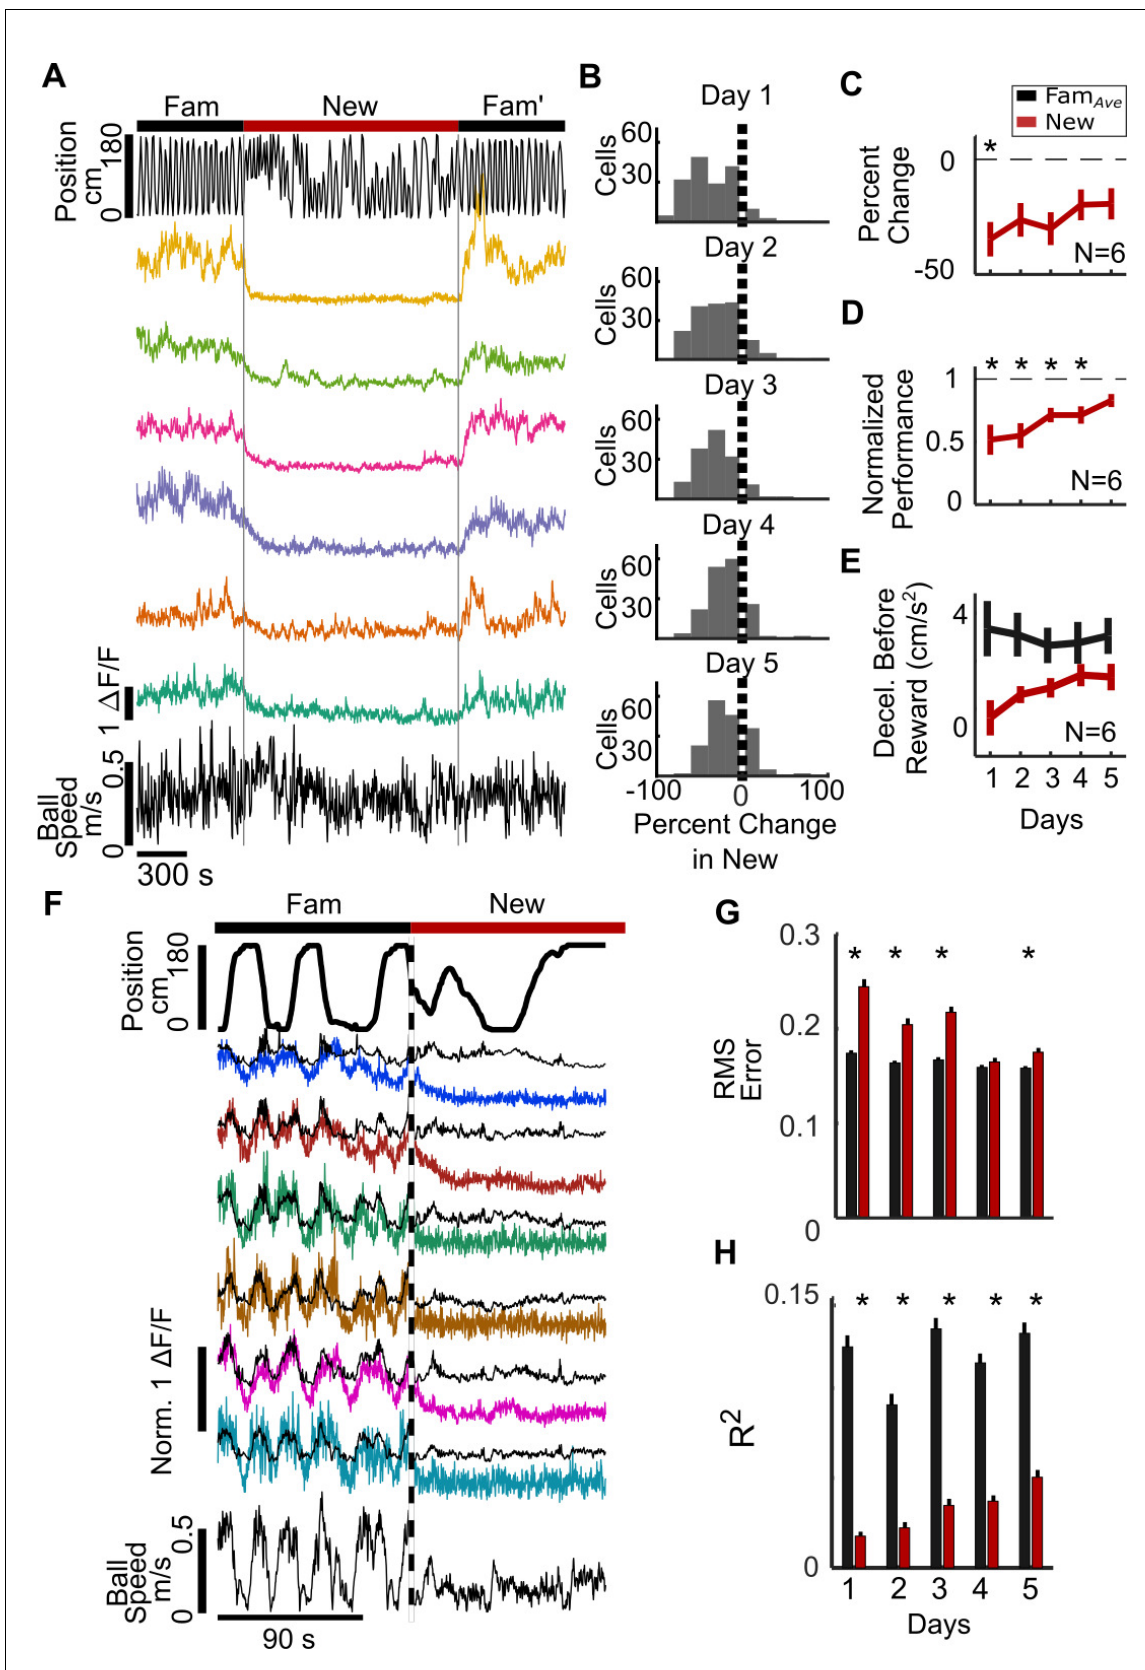 A
Fam
New
Fam'
Position
cm
0
180
1 ΔF/F
Ball
Speed
m/s
0
0.5
300 s
B
Day 1
Cells
60
30
Day 2
Cells
60
30
Day 3
Cells
60
30
Day 4
Cells
60
30
Day 5
Cells
60
30
-100
0
100
Percent Change
in New
C
FamAve
New
Percent
Change
0
-50
*
N=6
D
Normalized
Performance
1
0.5
0
* * * *
N=6
E
Decel. Before
Reward (cm/s²)
4
0
N=6
1 2 3 4 5
Days
F
Fam
New
Position
cm
0
180
Norm. 1 ΔF/F
Ball
Speed
m/s
0
0.5
90 s
G
RMS
Error
0.3
0.2
0.1
0
* * * *
H
R²
0.15
0
* * * * *
1 2 3 4 5
Days